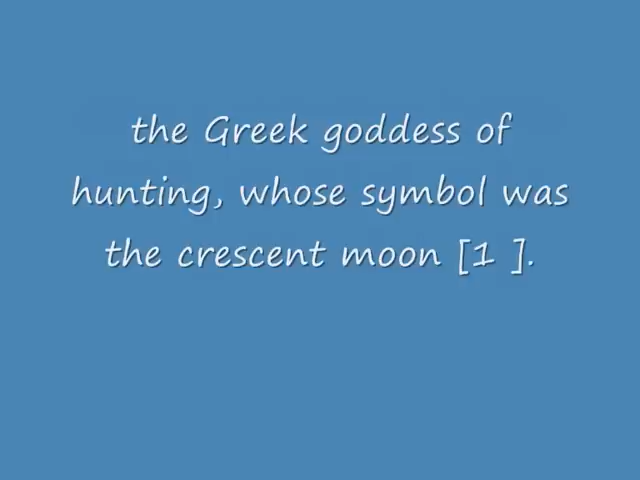 the Greek goddess of
hunting, whose symbol was
the crescent moon [1 ].